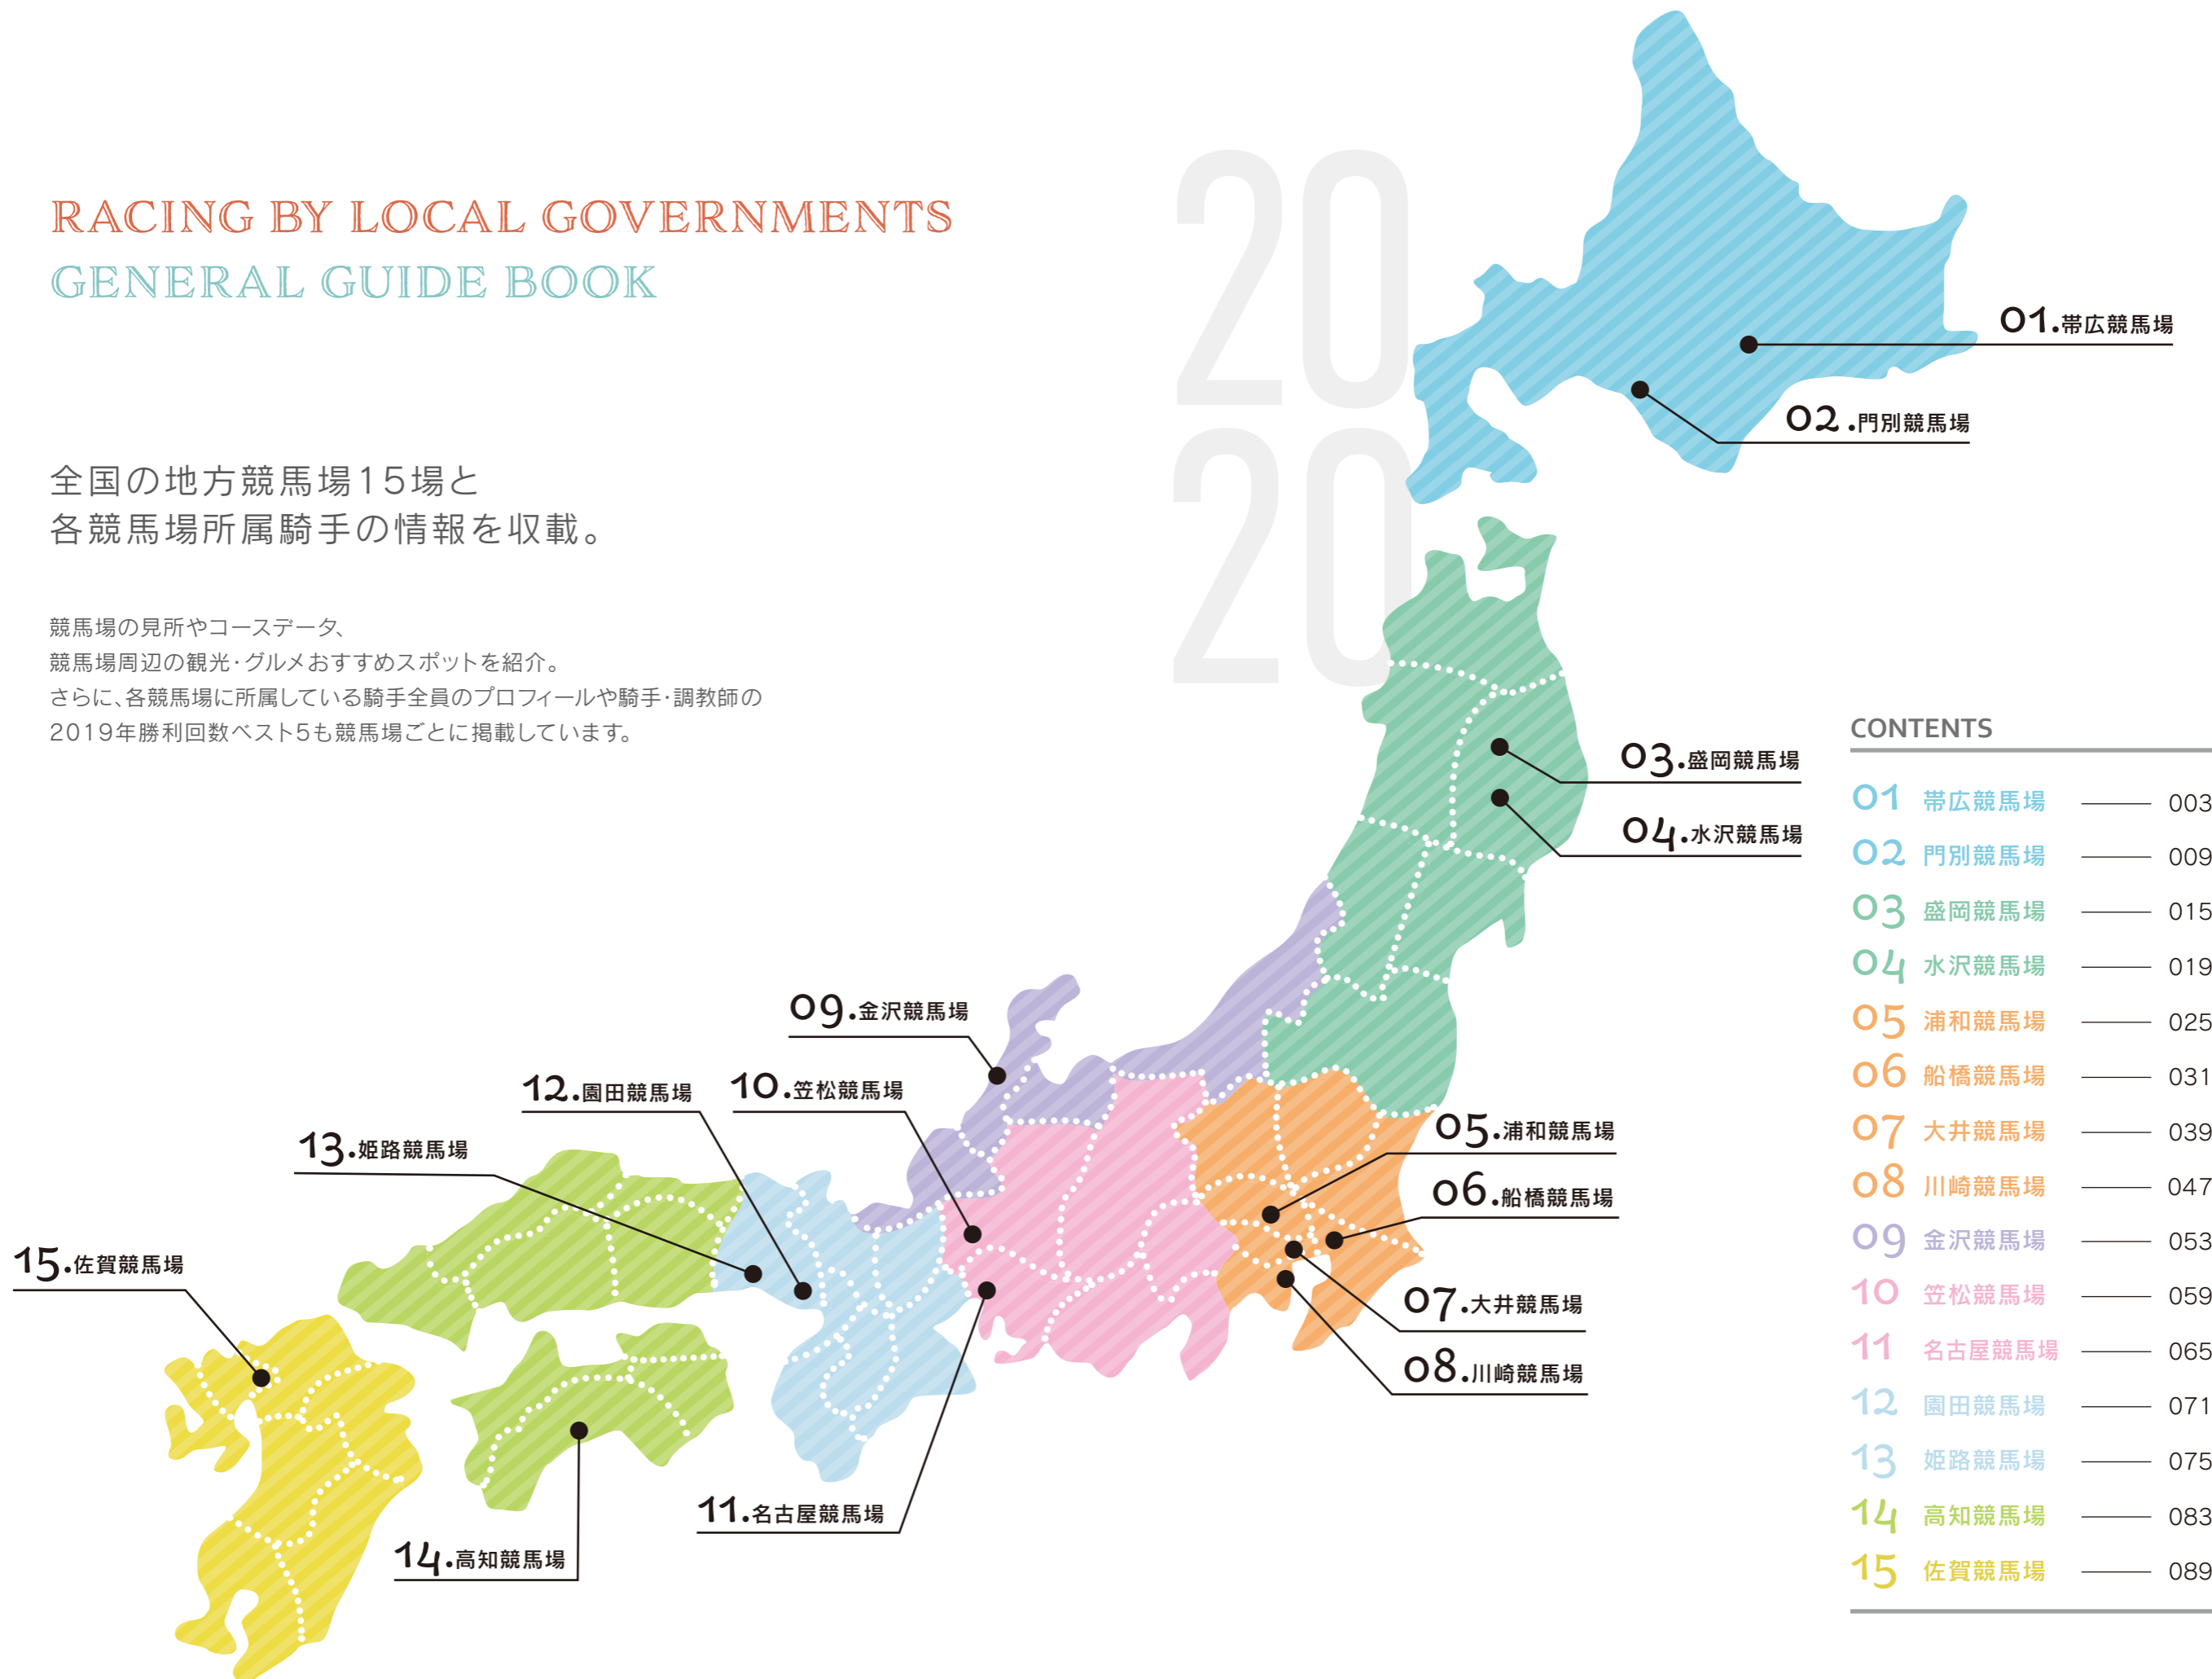 RACING BY LOCAL GOVERNMENTS
GENERAL GUIDE BOOK
全国の地方競馬場15場と
各競馬場所属騎手の情報を収載。
競馬場の見所やコースデータ、
競馬場周辺の観光・グルメおすすめスポットを紹介。
さらに、各競馬場に所属している騎手全員のプロフィールや騎手・調教師の
2019年勝利回数ベスト5も競馬場ごとに掲載しています。
20
20
01.帯広競馬場
02.門別競馬場
03.盛岡競馬場
04.水沢競馬場
09.金沢競馬場
12.園田競馬場
10.笠松競馬場
13.姫路競馬場
05.浦和競馬場
06.船橋競馬場
15.佐賀競馬場
07.大井競馬場
08.川崎競馬場
11.名古屋競馬場
14.高知競馬場
CONTENTS
01 帯広競馬場 003
02 門別競馬場 009
03 盛岡競馬場 015
04 水沢競馬場 019
05 浦和競馬場 025
06 船橋競馬場 031
07 大井競馬場 039
08 川崎競馬場 047
09 金沢競馬場 053
10 笠松競馬場 059
11 名古屋競馬場 065
12 園田競馬場 071
13 姫路競馬場 075
14 高知競馬場 083
15 佐賀競馬場 089